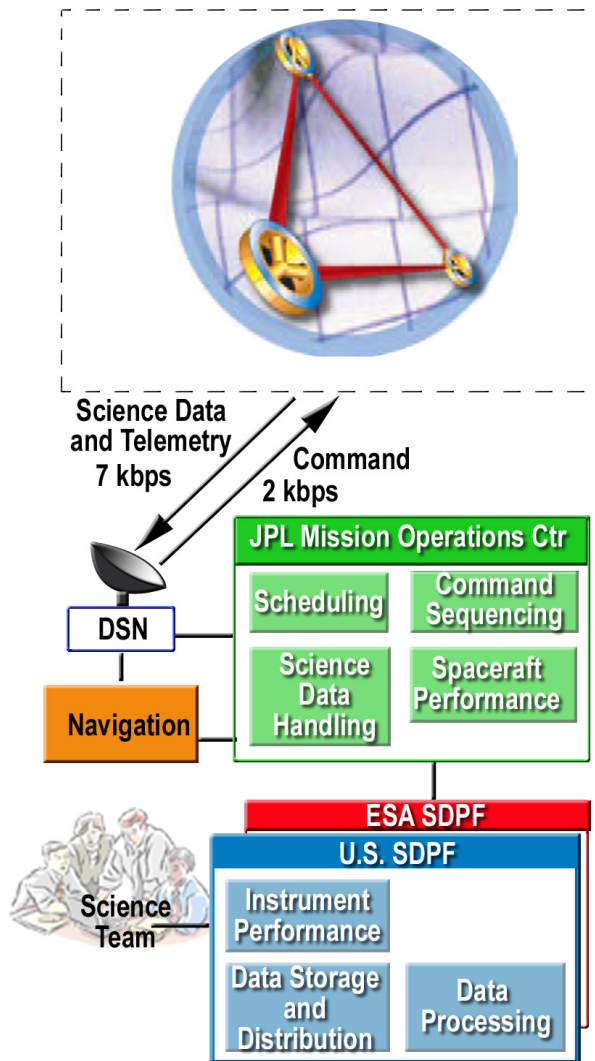 Science Data
and Telemetry
7 kbps
Command
2 kbps
DSN
Navigation
JPL Mission Operations Ctr
Scheduling
Command
Sequencing
Science
Data
Handling
Spaceraft
Performance
ESA SDPF
U.S. SDPF
Science
Team
Instrument
Performance
Data Storage
and
Distribution
Data
Processing